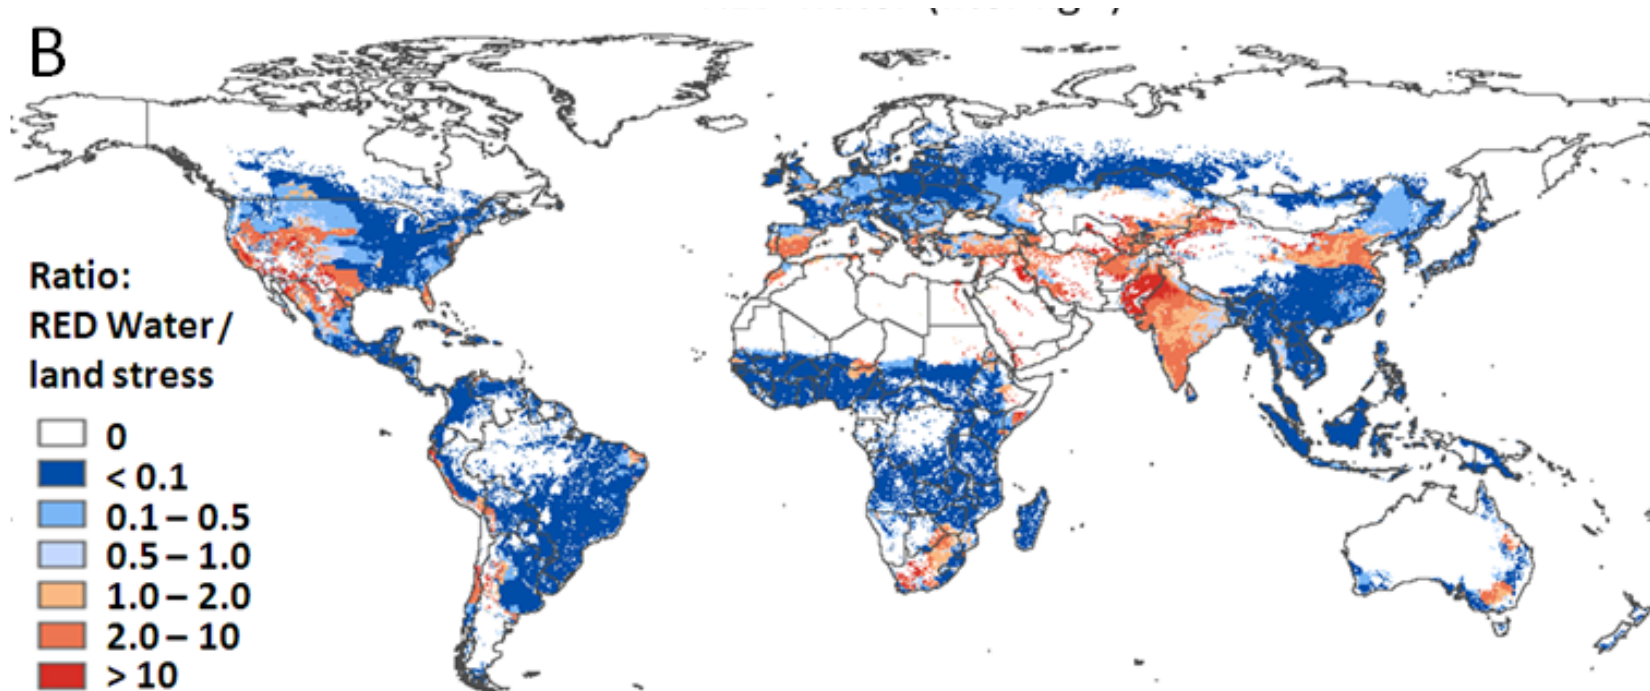 B
Ratio:
RED Water /
land stress
0
< 0.1
0.1 – 0.5
0.5 – 1.0
1.0 – 2.0
2.0 – 10
> 10